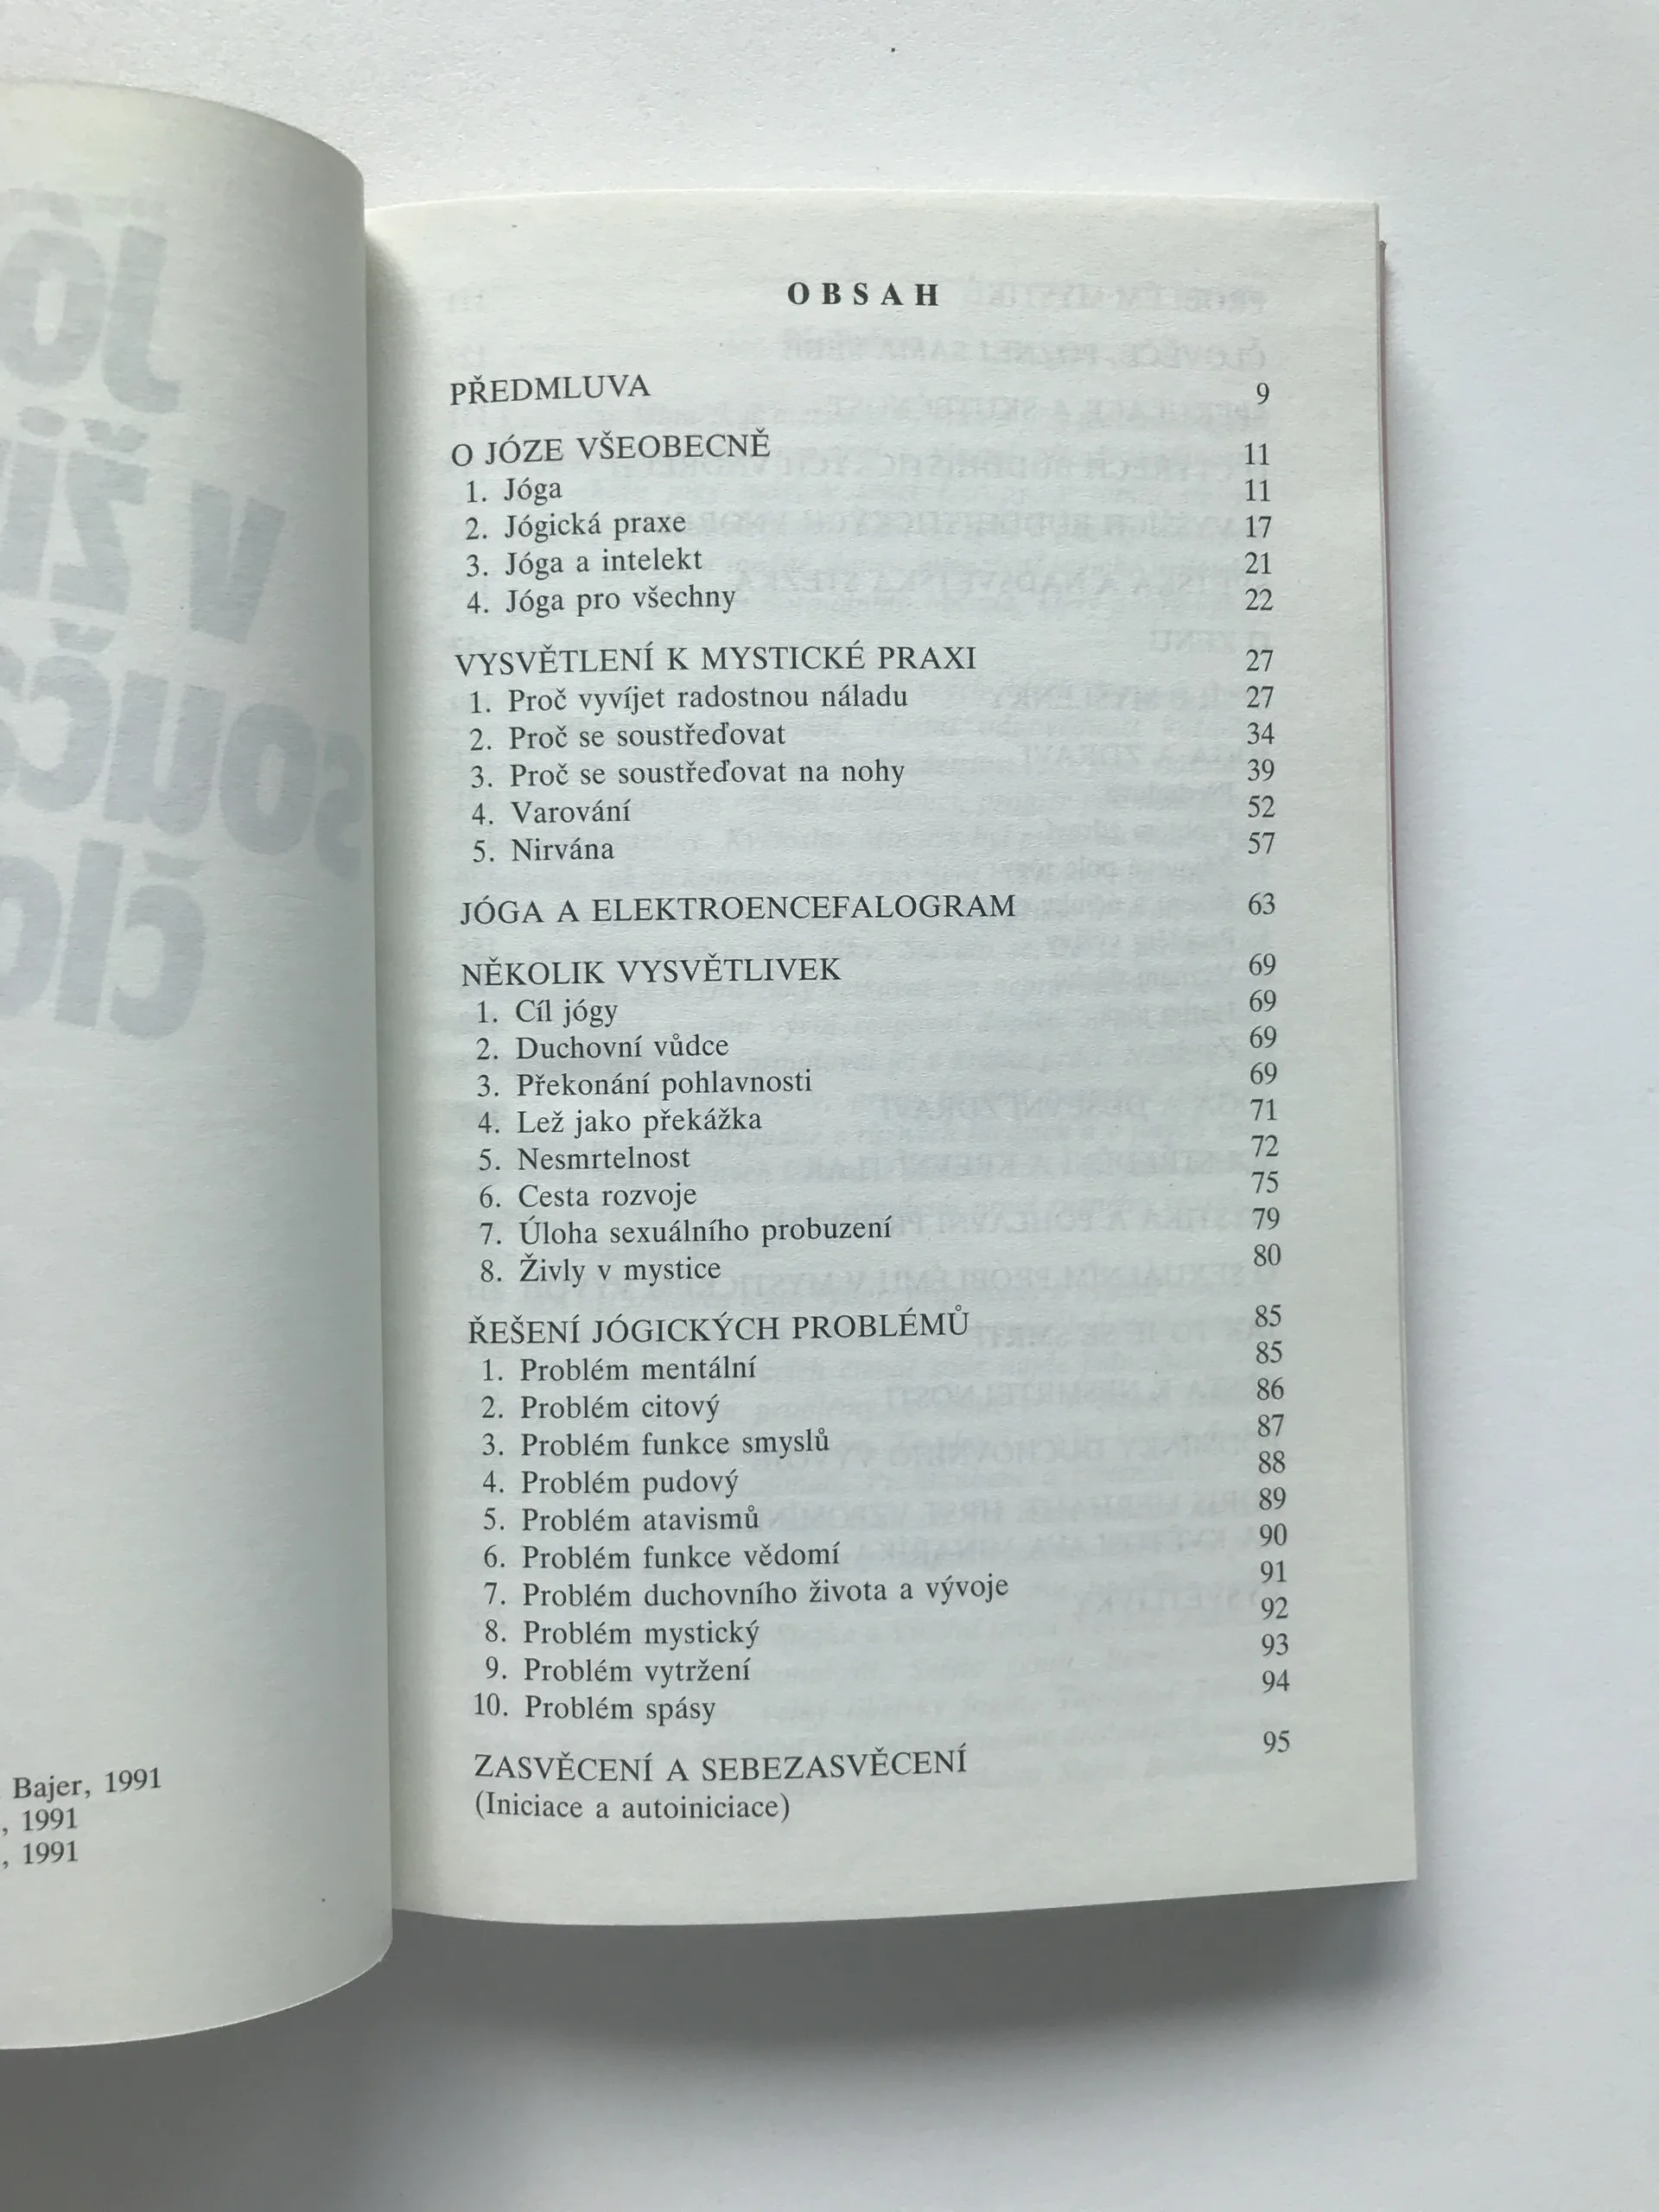 Bajer, 1991
, 1991
, 1991
OBSAH
PŘEDMLUVA 9
O JÓZE VŠEOBECNĚ 11
1. Jóga 11
2. Jógická praxe 17
3. Jóga a intelekt 21
4. Jóga pro všechny 22
VYSVĚTLENÍ K MYSTICKÉ PRAXI 27
1. Proč vyvíjet radostnou náladu 27
2. Proč se soustřeďovat 34
3. Proč se soustřeďovat na nohy 39
4. Varování 52
5. Nirvána 57
JÓGA A ELEKTROENCEFALOGRAM 63
NĚKOLIK VYSVĚTLIVEK 69
1. Cíl jógy 69
2. Duchovní vůdce 69
3. Překonání pohlavnosti 69
4. Lež jako překážka 71
5. Nesmrtelnost 72
6. Cesta rozvoje 75
7. Úloha sexuálního probuzení 79
8. Živly v mystice 80
ŘEŠENÍ JÓGICKÝCH PROBLÉMŮ 85
1. Problém mentální 85
2. Problém citový 86
3. Problém funkce smyslů 87
4. Problém pudový 88
5. Problém atavismů 89
6. Problém funkce vědomí 90
7. Problém duchovního života a vývoje 91
8. Problém mystický 92
9. Problém vytržení 93
10. Problém spásy 94
ZASVĚCENÍ A SEBEZASVĚCENÍ 95
(Iniciace a autoiniciace)